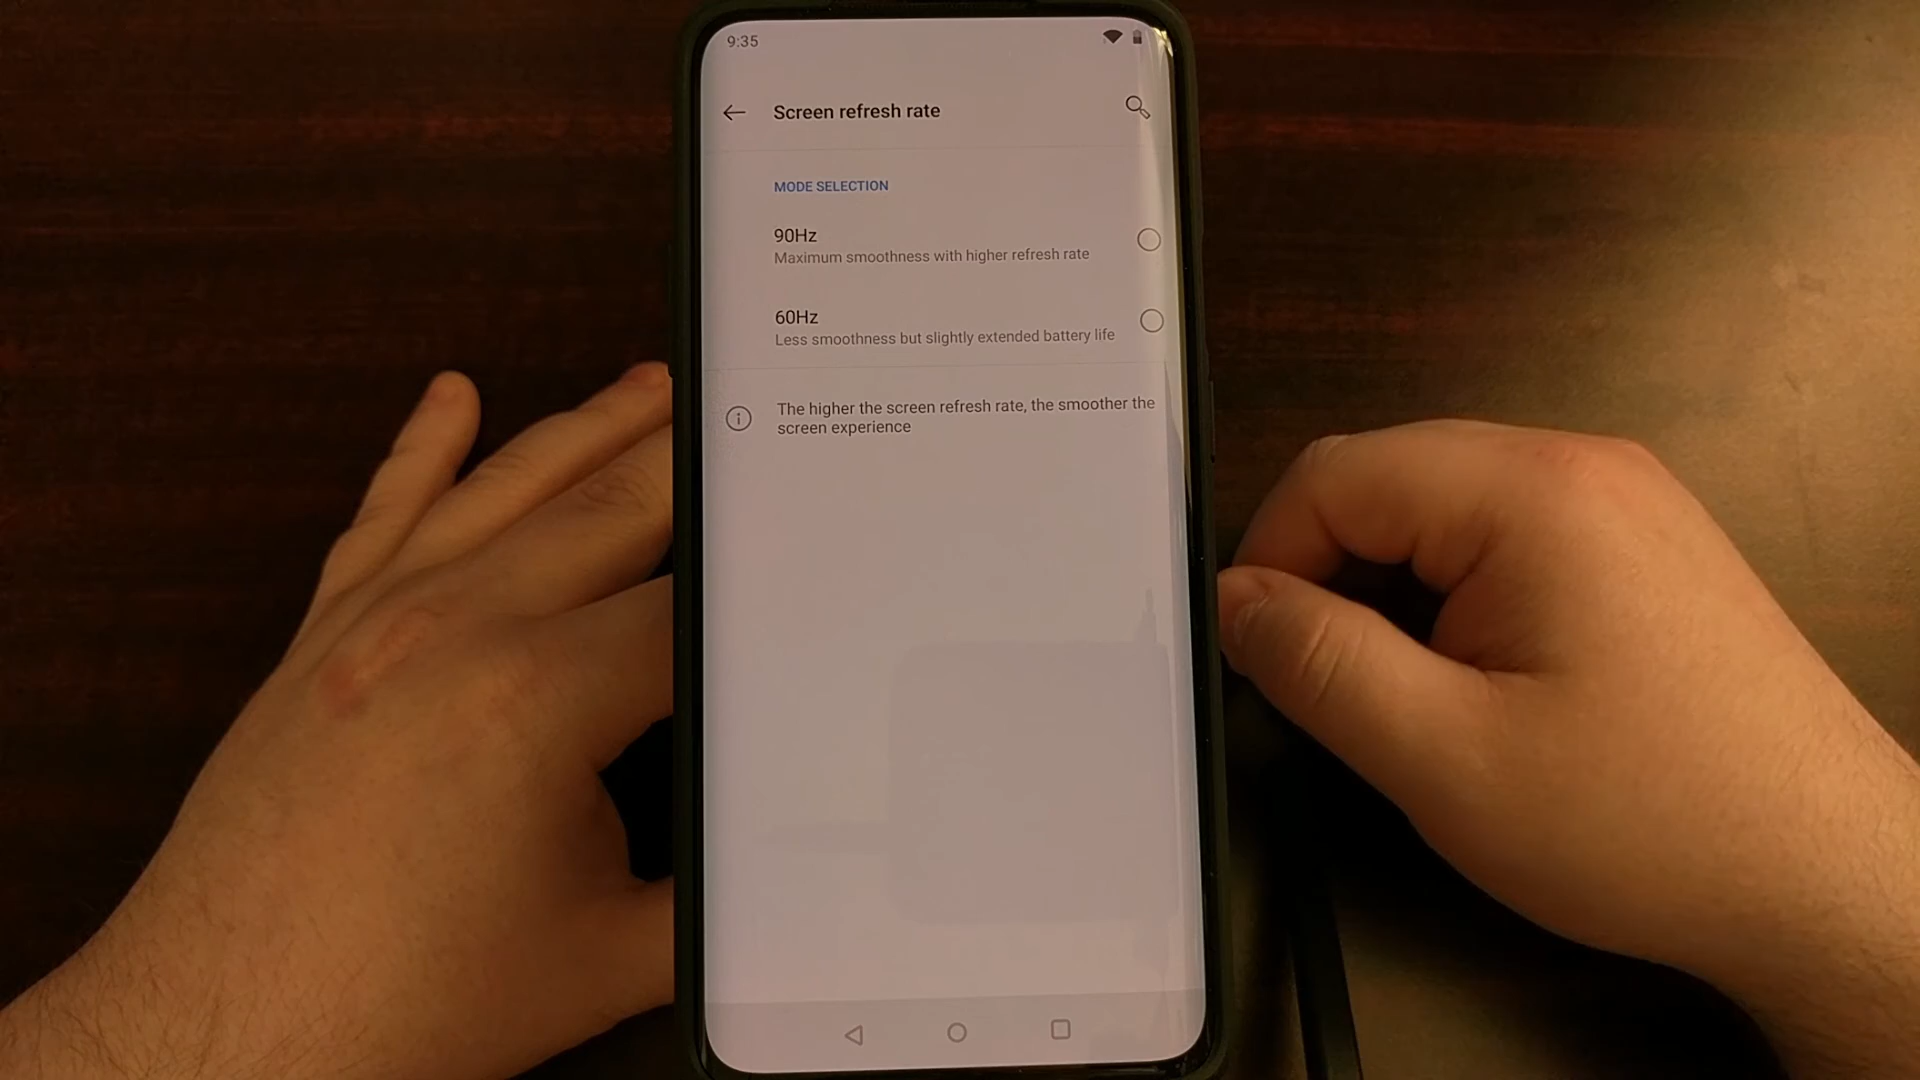 9:35
Screen refresh rate
MODE SELECTION
90Hz
Maximum smoothness with higher refresh rate
60Hz
Less smoothness but slightly extended battery life
The higher the screen refresh rate, the smoother the
screen experience